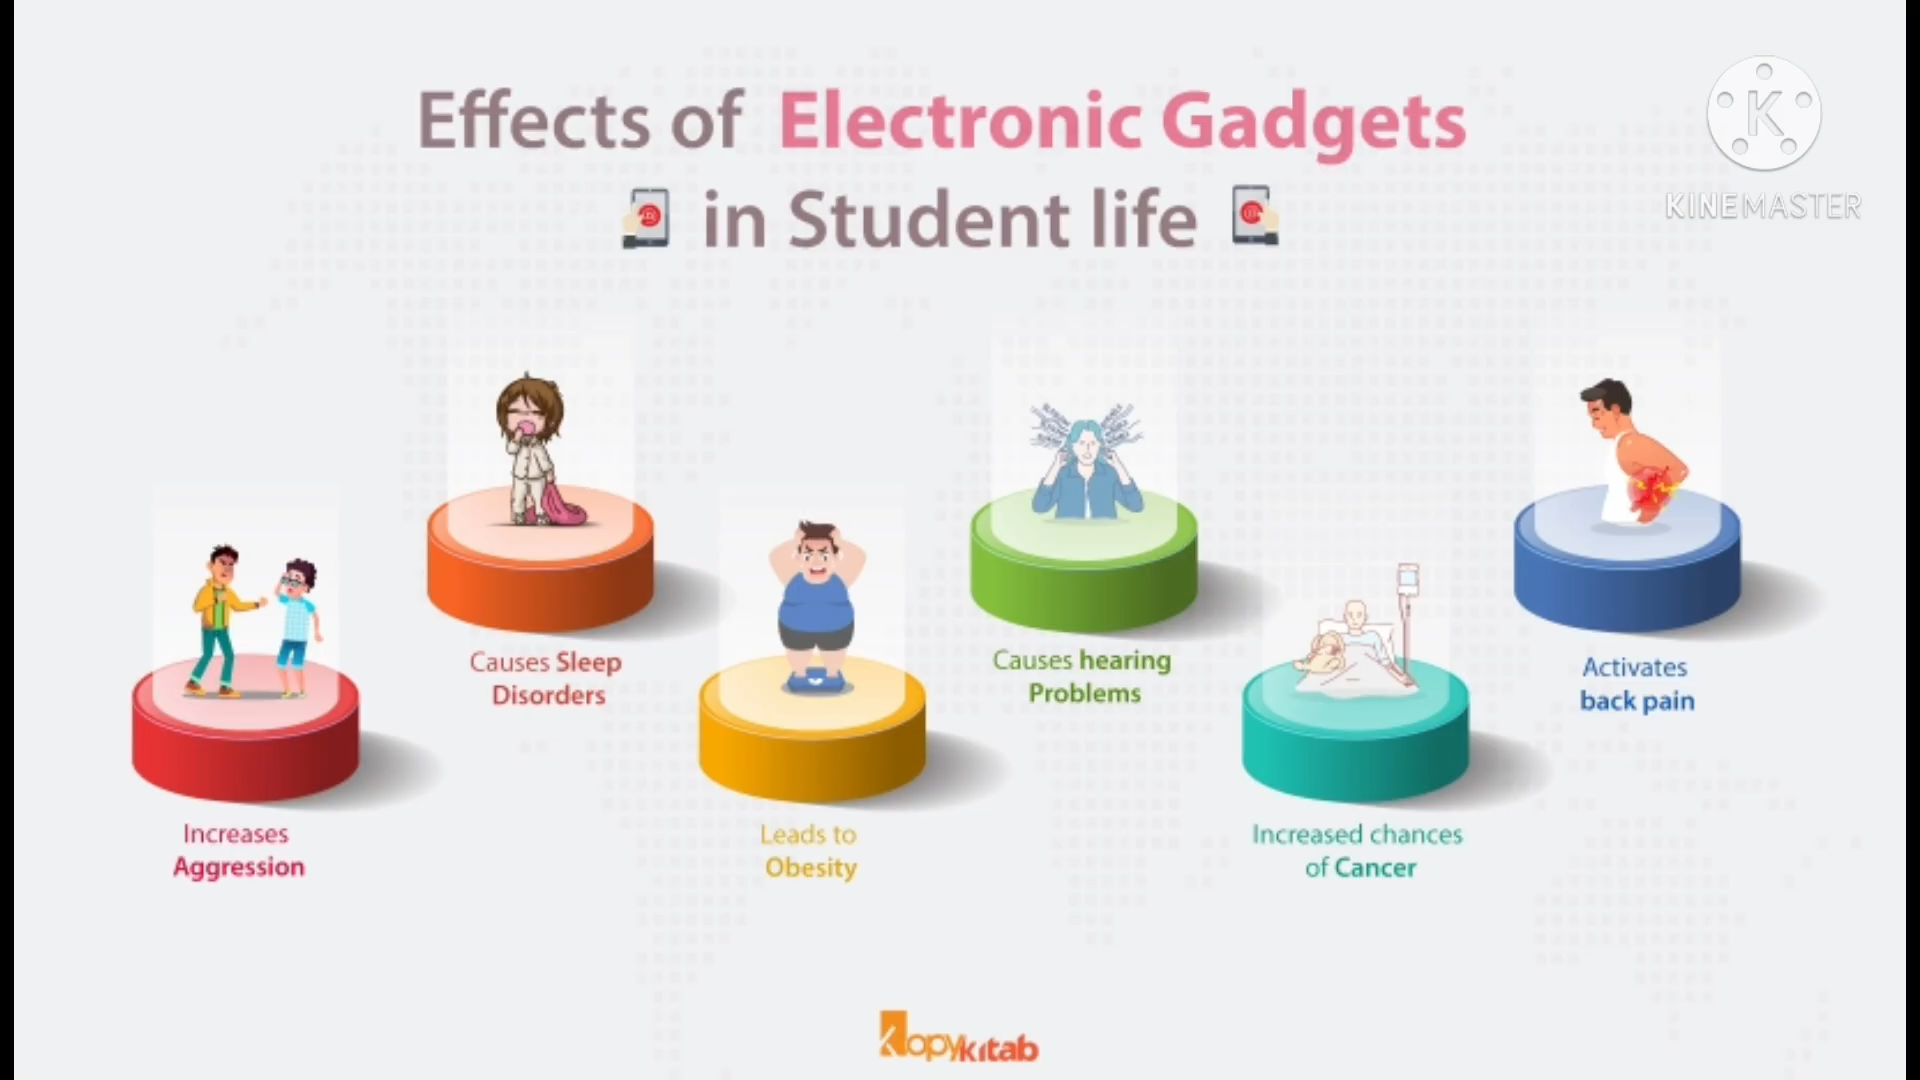 Effects of Electronic Gadgets
in Student life
K
KINEMASTER
Increases
Aggression
Causes Sleep
Disorders
Leads to
Obesity
Causes hearing
Problems
Increased chances
of Cancer
Activates
back pain
Kopykitab